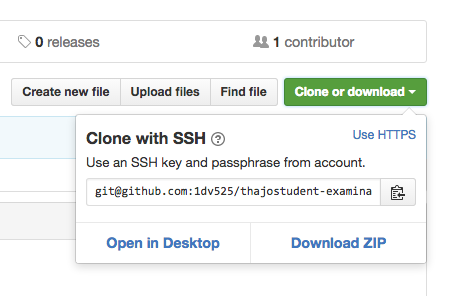 0 releases
1 contributor
Create new file
Upload files
Find file
Clone or download
Clone with SSH ?
Use HTTPS
Use an SSH key and passphrase from account.
git@github.com:1dv525/thajostudent-examina
Open in Desktop
Download ZIP